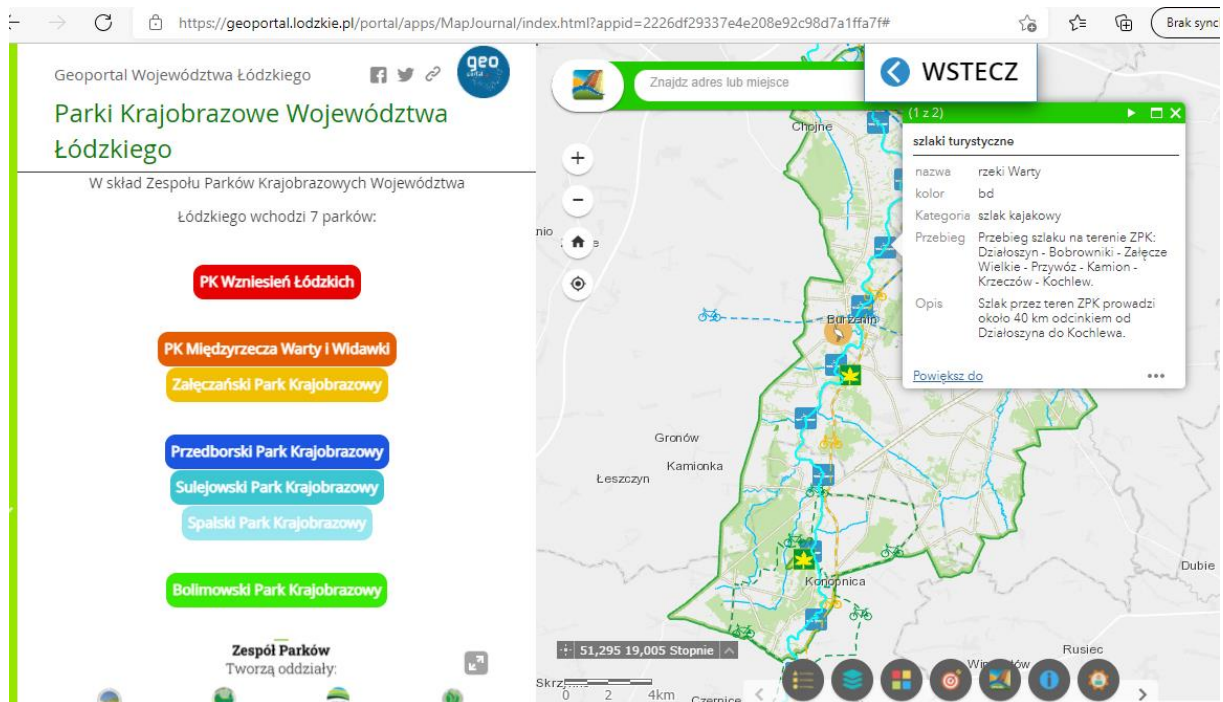 https://geoportal.lodzkie.pl/portal/apps/MapJournal/index.html?appid=2226df29337e4e208e92c98d7a1ffa7f#
Brak sync
Geoportal Województwa Łódzkiego
geo
Parki Krajobrazowe Województwa
Łódzkiego
W skład Zespołu Parków Krajobrazowych Województwa
Łódzkiego wchodzi 7 parków:
PK Wzniesień Łódzkich
PK Międzyrzecza Warty i Widawki
Załęczański Park Krajobrazowy
Przedborski Park Krajobrazowy
Sulejowski Park Krajobrazowy
Spalski Park Krajobrazowy
Bolimowski Park Krajobrazowy
Zespół Parków
Tworzą oddziały:
Znajdz adres lub miejsce
WSTECZ
(1 z 2)
szlaki turystyczne
nazwa rzeki Warty
kolor bd
Kategoria szlak kajakowy
Przebieg Przebieg szlaku na terenie ZPK:
Działoszyn - Bobrowniki - Załęcze
Wielkie - Przywóz - Kamion -
Krzeczów - Kochlew.
Opis Szlak przez teren ZPK prowadzi
około 40 km odcinkiem od
Działoszyna do Kochlewa.
Powiększ do
Chojne
Burzenin
Gronów
Kamionka
Leszczyn
Konopnica
Dubie
Rusiec
51,295 19,005 Stopnie
0 2 4km